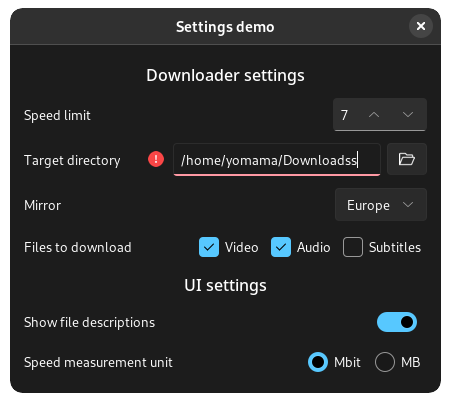 Settings demo
Downloader settings
Speed limit 7
Target directory /home/yomama/Downloadss
Mirror Europe
Files to download Video Audio Subtitles
UI settings
Show file descriptions
Speed measurement unit Mbit MB